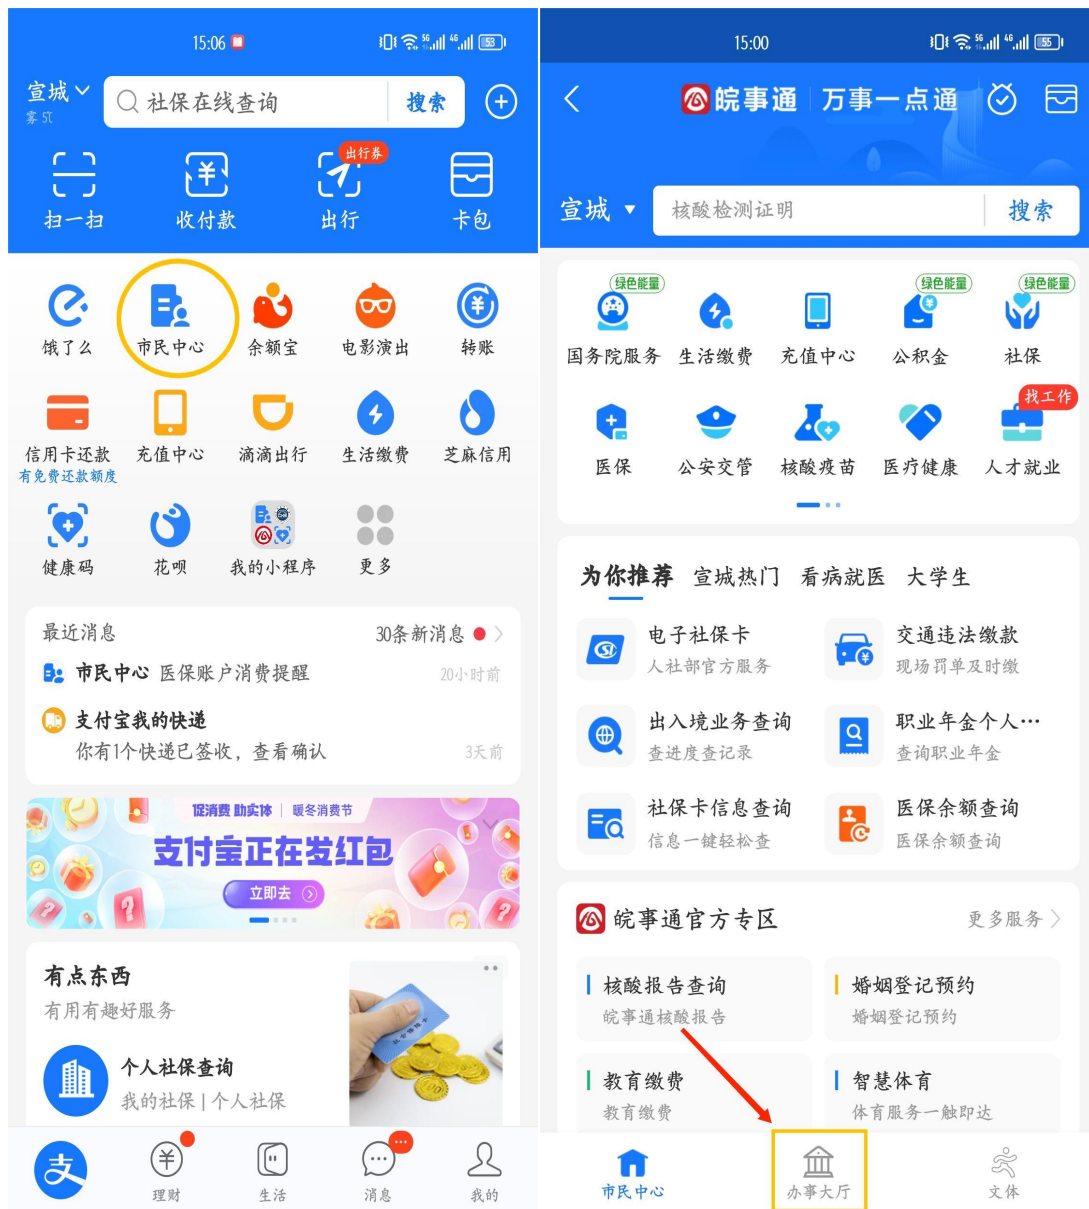 15:06
5G
4G
53
宣城
雾 5℃
社保在线查询
搜索
扫一扫
收付款
出行券
出行
卡包
饿了么
市民中心
余额宝
电影演出
转账
信用卡还款
有免费还款额度
充值中心
滴滴出行
生活缴费
芝麻信用
健康码
花呗
我的小程序
更多
最近消息
30条新消息
市民中心 医保账户消费提醒
20小时前
支付宝我的快递
你有1个快递已签收，查看确认
3天前
促消费 助实体 | 暖冬消费节
支付宝正在发红包
立即去
有点东西
有用有趣好服务
个人社保查询
我的社保 | 个人社保
支
理财
生活
消息
我的
15:00
5G
4G
55
皖事通 | 万事一点通
宣城
核酸检测证明
搜索
绿色能量
国务院服务
生活缴费
充值中心
绿色能量
公积金
绿色能量
社保
医保
公安交管
核酸疫苗
医疗健康
找工作
人才就业
为你推荐 宣城热门 看病就医 大学生
电子社保卡
人社部官方服务
交通违法缴款
现场罚单及时缴
出入境业务查询
查进度查记录
职业年金个人…
查询职业年金
社保卡信息查询
信息一键轻松查
医保余额查询
医保余额查询
皖事通官方专区
更多服务
核酸报告查询
皖事通核酸报告
婚姻登记预约
婚姻登记预约
教育缴费
教育缴费
智慧体育
体育服务一触即达
市民中心
办事大厅
文体